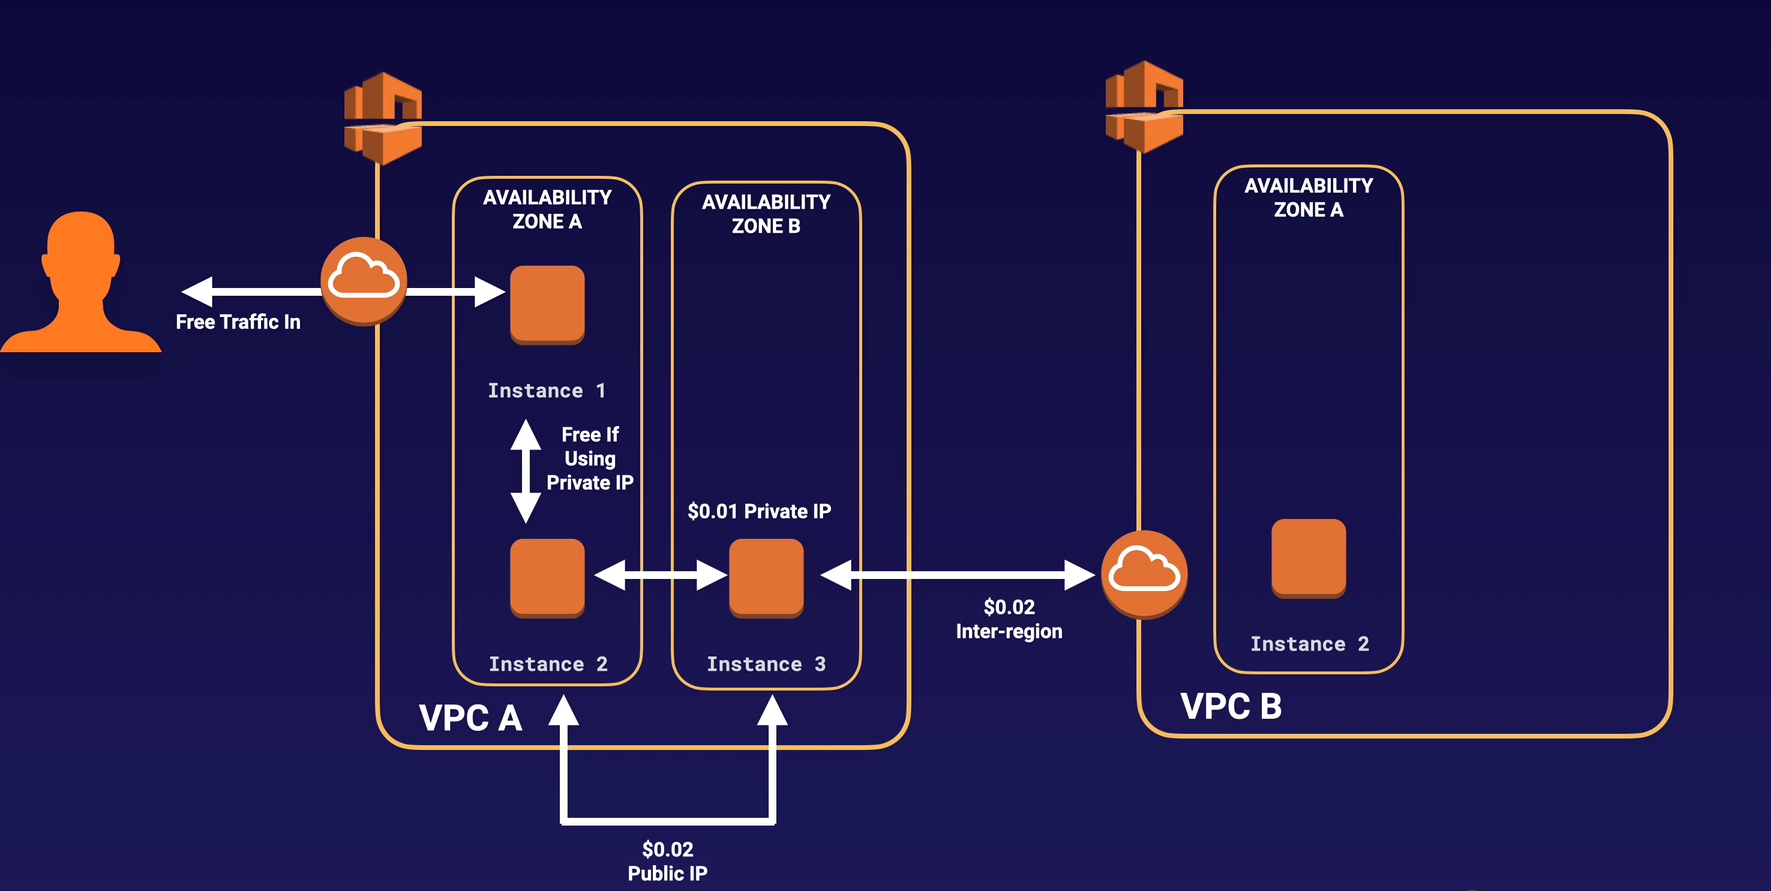 AVAILABILITY
ZONE A
AVAILABILITY
ZONE B
Free Traffic In
Instance 1
Free If
Using
Private IP
$0.01 Private IP
Instance 2
Instance 3
VPC A
$0.02
Public IP
$0.02
Inter-region
AVAILABILITY
ZONE A
Instance 2
VPC B